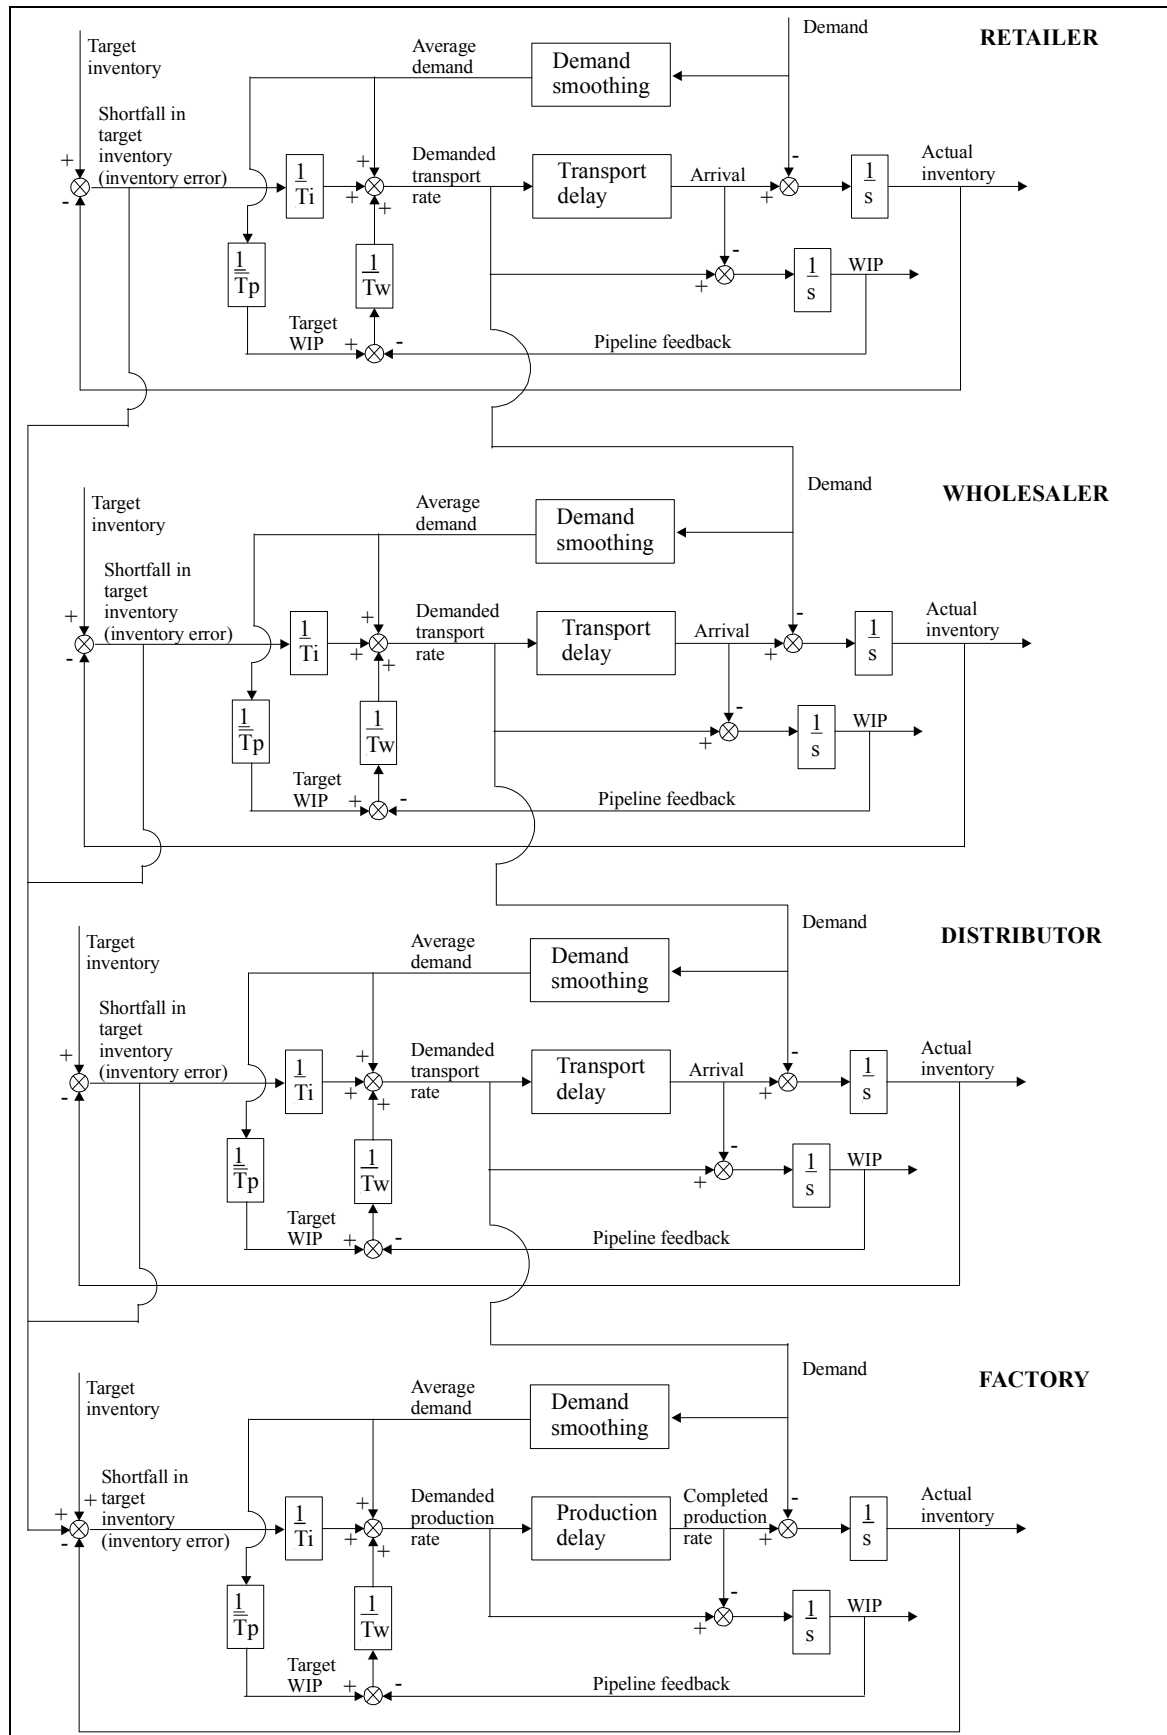 RETAILER
Target
inventory
Average
demand
Demand
smoothing
Demand
Shortfall in
target
inventory
(inventory error)
+
-
1
Ti
+
+
+
Demanded
transport
rate
Transport
delay
Arrival
-
+
1
s
Actual
inventory
1
Tp
1
Tw
-
+
1
s
WIP
Target
WIP
+
-
Pipeline feedback
WHOLESALER
Target
inventory
Average
demand
Demand
smoothing
Demand
Shortfall in
target
inventory
(inventory error)
+
-
1
Ti
+
+
+
Demanded
transport
rate
Transport
delay
Arrival
-
+
1
s
Actual
inventory
1
Tp
1
Tw
-
+
1
s
WIP
Target
WIP
+
-
Pipeline feedback
DISTRIBUTOR
Target
inventory
Average
demand
Demand
smoothing
Demand
Shortfall in
target
inventory
(inventory error)
+
-
1
Ti
+
+
+
Demanded
transport
rate
Transport
delay
Arrival
-
+
1
s
Actual
inventory
1
Tp
1
Tw
-
+
1
s
WIP
Target
WIP
+
-
Pipeline feedback
FACTORY
Target
inventory
Average
demand
Demand
smoothing
Demand
Shortfall in
target
inventory
(inventory error)
+
+
-
1
Ti
+
+
+
Demanded
production
rate
Production
delay
Completed
production
rate
-
+
1
s
Actual
inventory
1
Tp
1
Tw
-
+
1
s
WIP
Target
WIP
+
-
Pipeline feedback